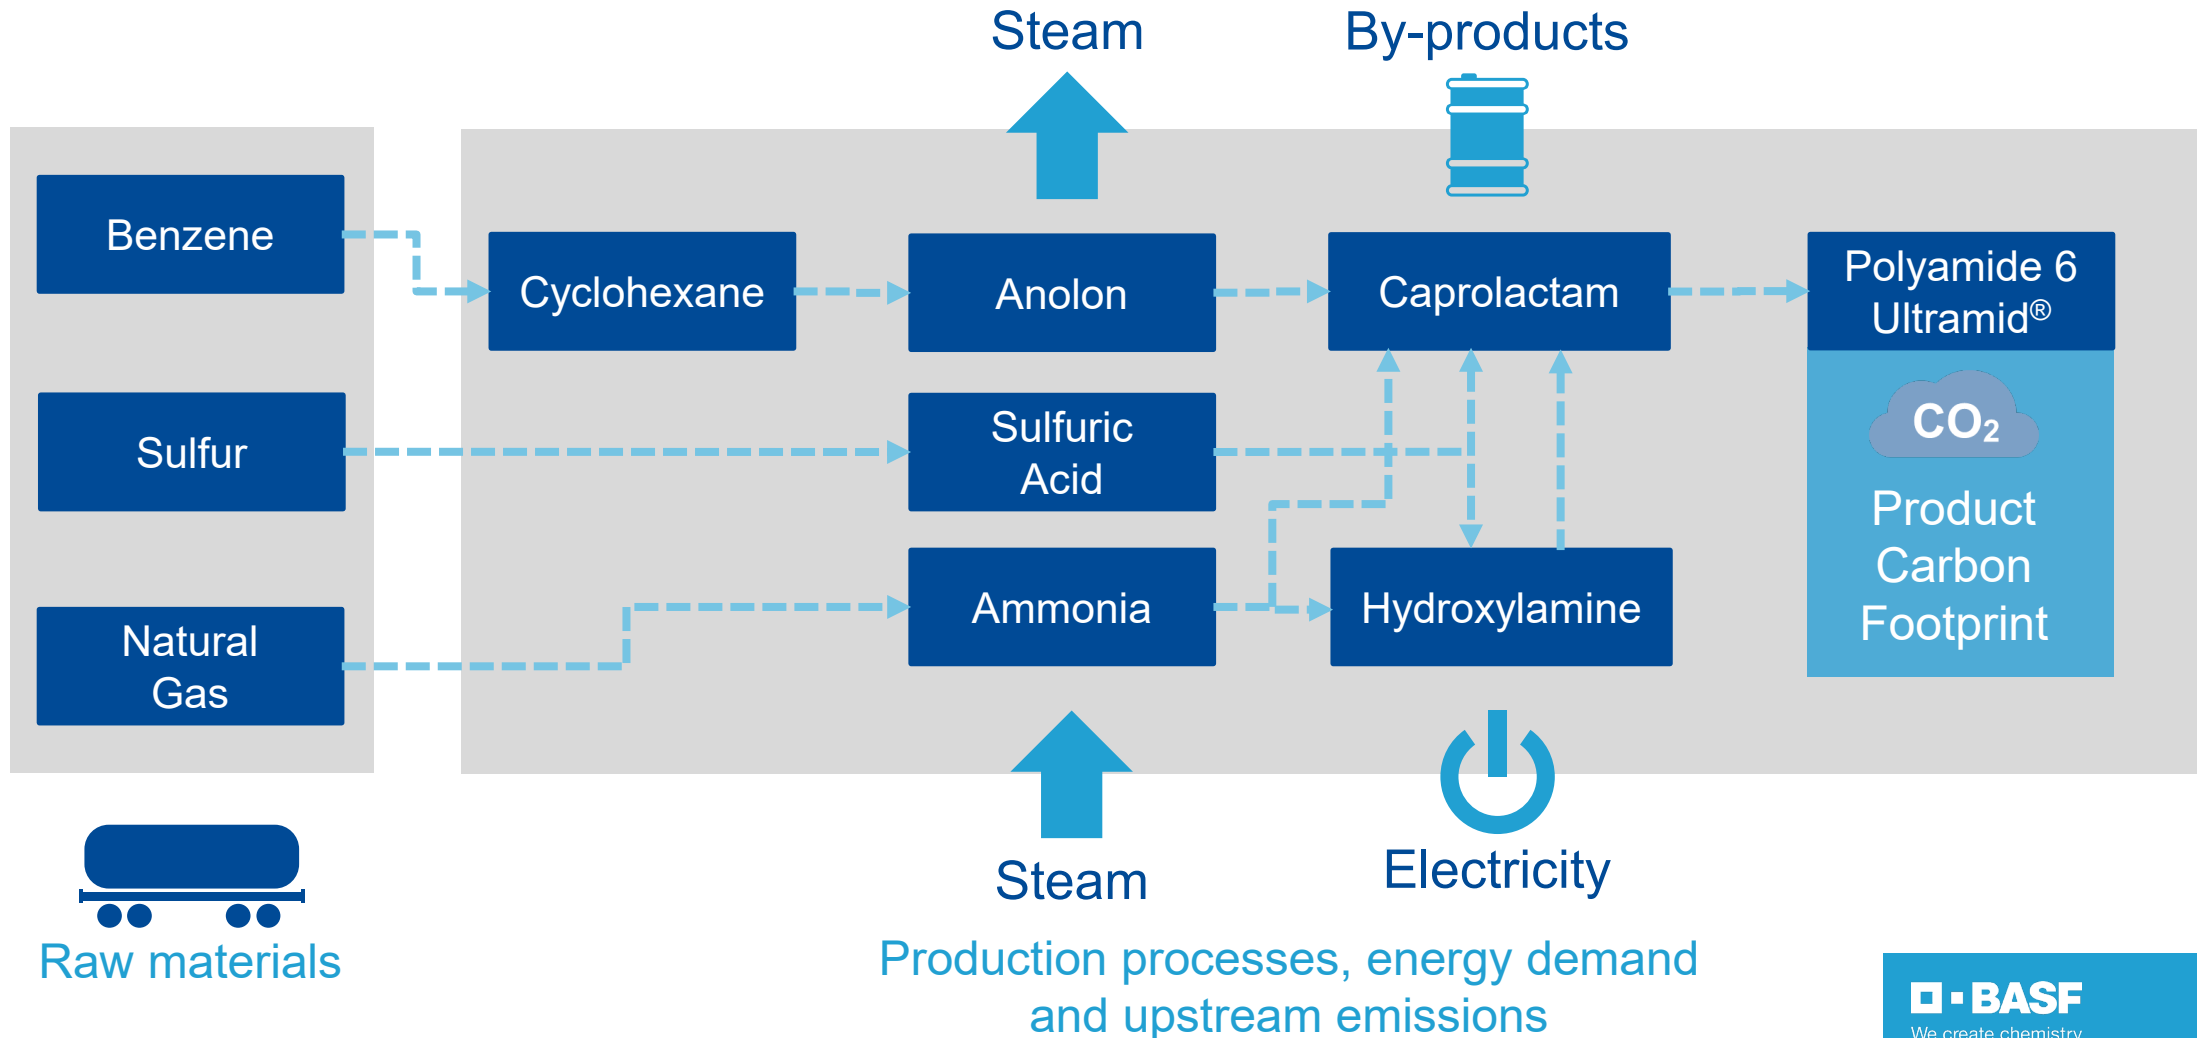 Steam
By-products
Benzene
Cyclohexane
Anolon
Caprolactam
Polyamide 6
Ultramid®
Sulfur
Sulfuric
Acid
CO₂
Product
Carbon
Footprint
Natural
Gas
Ammonia
Hydroxylamine
Steam
Electricity
Raw materials
Production processes, energy demand
and upstream emissions
BASF
We create chemistry